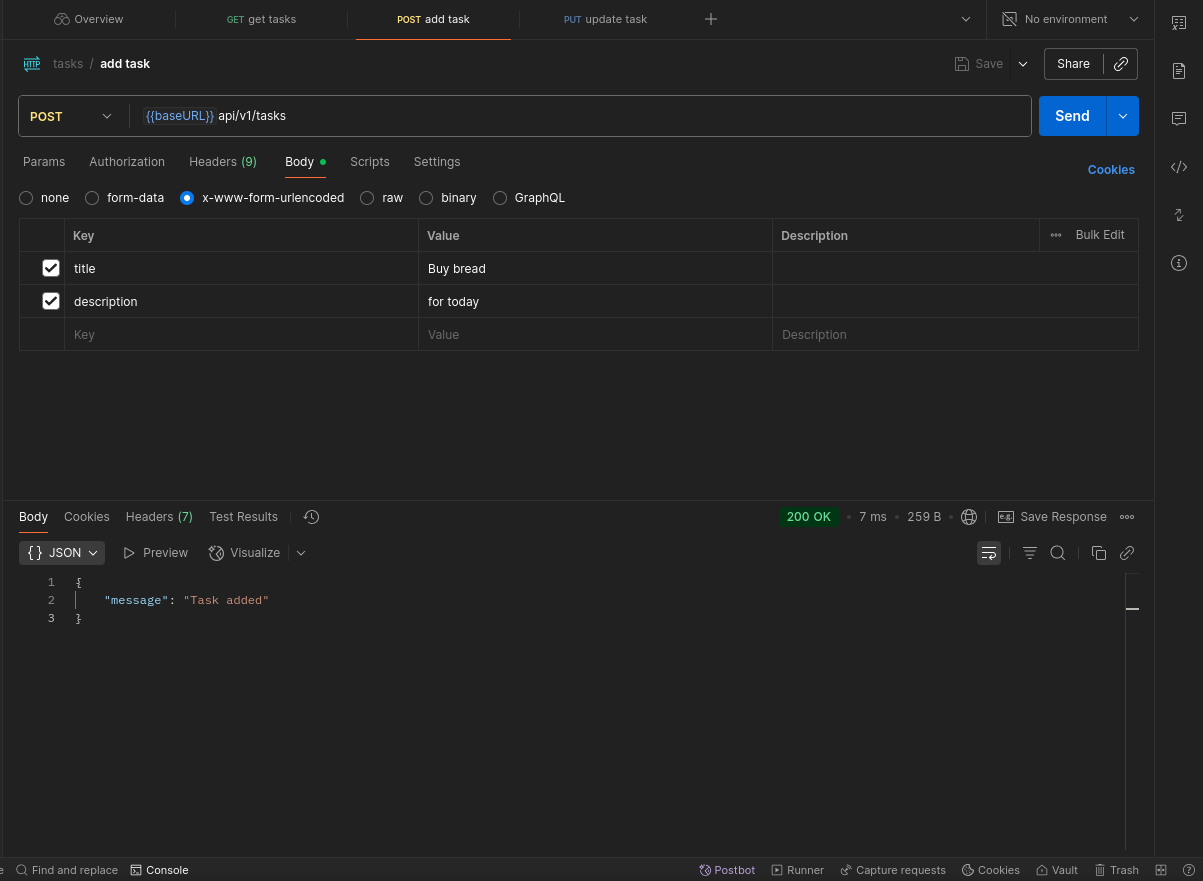 Overview GET get tasks POST add task PUT update task No environment
HTTP tasks / add task Save Share
POST {{baseURL}} api/v1/tasks Send
Params Authorization Headers (9) Body Scripts Settings Cookies
none form-data x-www-form-urlencoded raw binary GraphQL
Key Value Description Bulk Edit
title Buy bread
description for today
Key Value Description
Body Cookies Headers (7) Test Results 200 OK 7 ms 259 B e.g. Save Response
{} JSON Preview Visualize
1 {
2 "message": "Task added"
3 }
e Find and replace Console Postbot Runner Capture requests Cookies Vault Trash